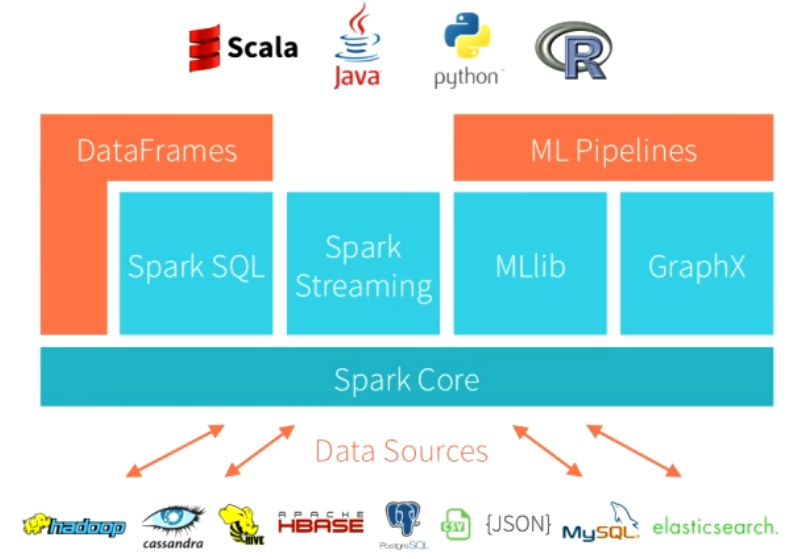 Scala
Java
python
R
DataFrames
ML Pipelines
Spark SQL
Spark
Streaming
MLlib
GraphX
Spark Core
Data Sources
hadoop
cassandra
HIVE
APACHE
HBASE
PostgreSQL
CSV
{JSON}
MySQL
elasticsearch.